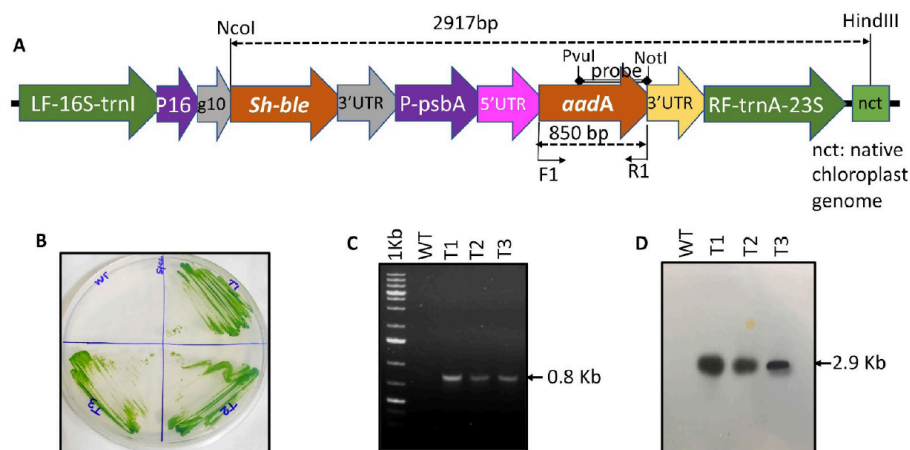 A
NcoI
2917bp
HindIII
PvuI
NotI
probe
LF-16S-trnI
P16
g10
Sh-ble
3'UTR
P-psbA
5'UTR
aadA
3'UTR
RF-trnA-23S
nct
850 bp
F1
R1
nct: native
chloroplast
genome
B
WT
Spec
T1
T3
T2
C
1Kb
WT
T1
T2
T3
0.8 Kb
D
WT
T1
T2
T3
2.9 Kb